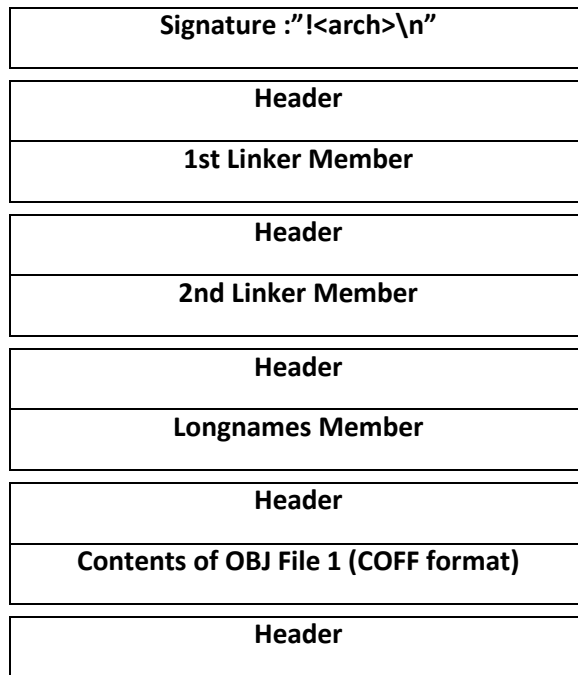 Signature :”!<arch>\n”
Header
1st Linker Member
Header
2nd Linker Member
Header
Longnames Member
Header
Contents of OBJ File 1 (COFF format)
Header